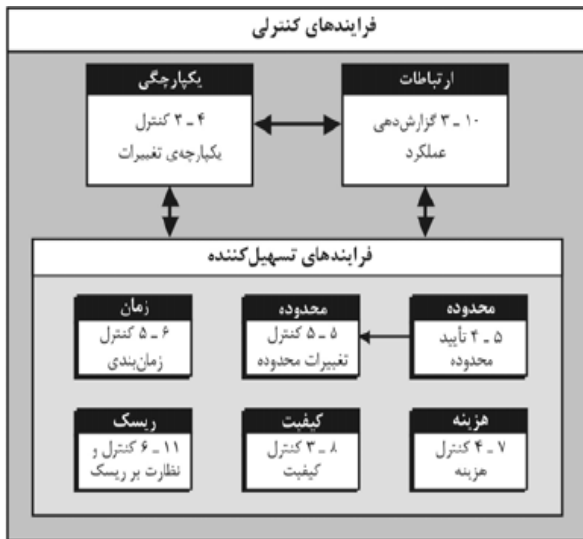 فرایندهای کنترلی
ارتباطات
۱۰ ـ ۳ گزارش‌دهی
عملکرد
یکپارچگی
۴ ـ ۳ کنترل
یکپارچه‌ی تغییرات
فرایندهای تسهیل‌کننده
محدوده
۵ ـ ۴ تأیید
محدوده
محدوده
۵ ـ ۵ کنترل
تغییرات محدوده
زمان
۶ ـ ۵ کنترل
زمان‌بندی
هزینه
۷ ـ ۴ کنترل
هزینه
کیفیت
۸ ـ ۳ کنترل
کیفیت
ریسک
۱۱ ـ ۶ کنترل و
نظارت بر ریسک